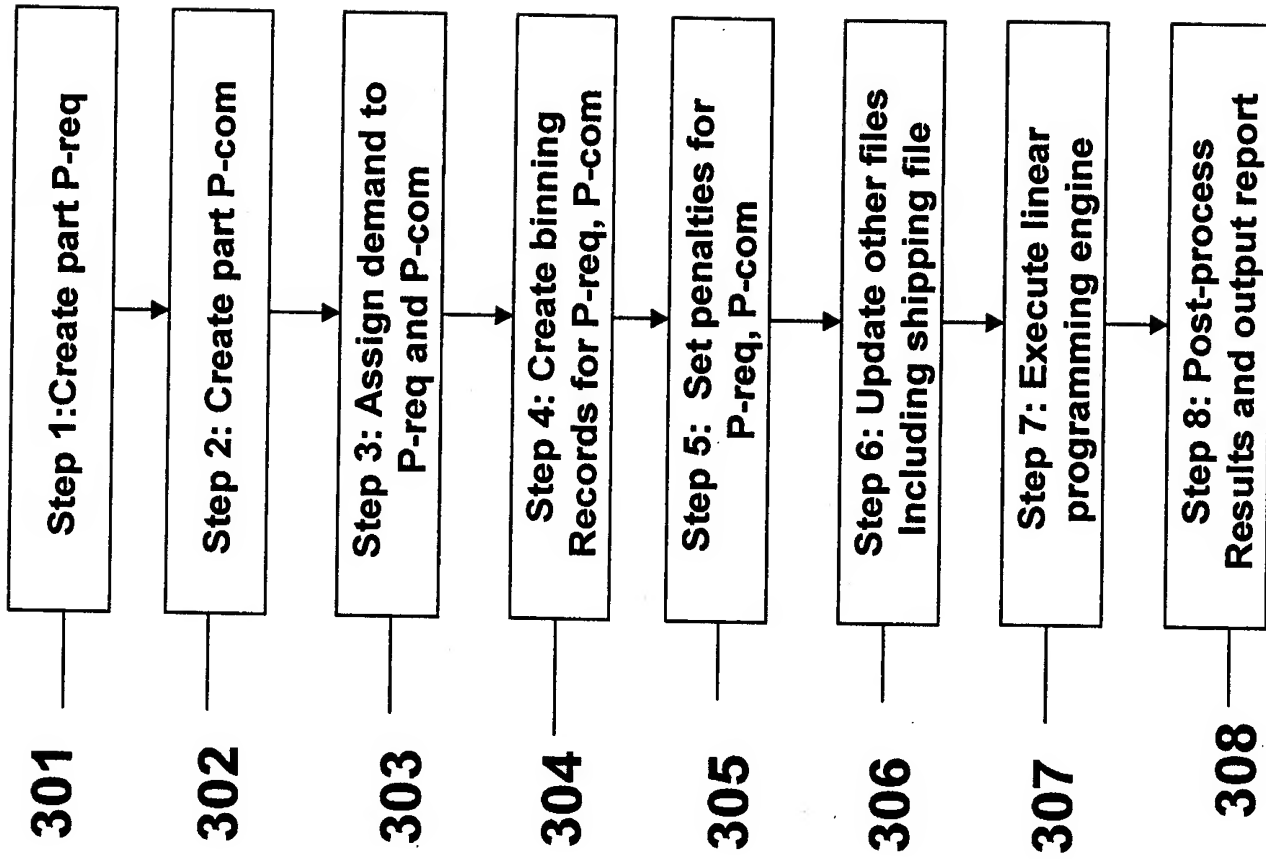 301
Step 1:Create part P-req
302
Step 2: Create part P-com
303
Step 3: Assign demand to
P-req and P-com
304
Step 4: Create binning
Records for P-req, P-com
305
Step 5: Set penalties for
P-req, P-com
306
Step 6: Update other files
Including shipping file
307
Step 7: Execute linear
programming engine
308
Step 8: Post-process
Results and output report